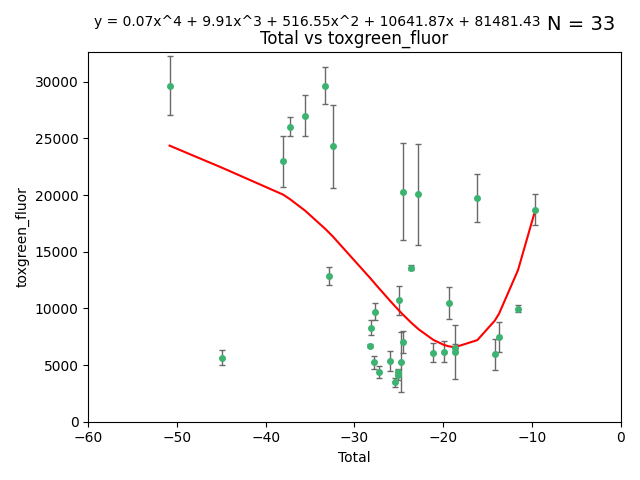 y = 0.07x^4 + 9.91x^3 + 516.55x^2 + 10641.87x + 81481.43 N = 33
Total vs toxgreen_fluor
30000
25000
20000
15000
10000
5000
0
toxgreen_fluor
−60 −50 −40 −30 −20 −10 0
Total